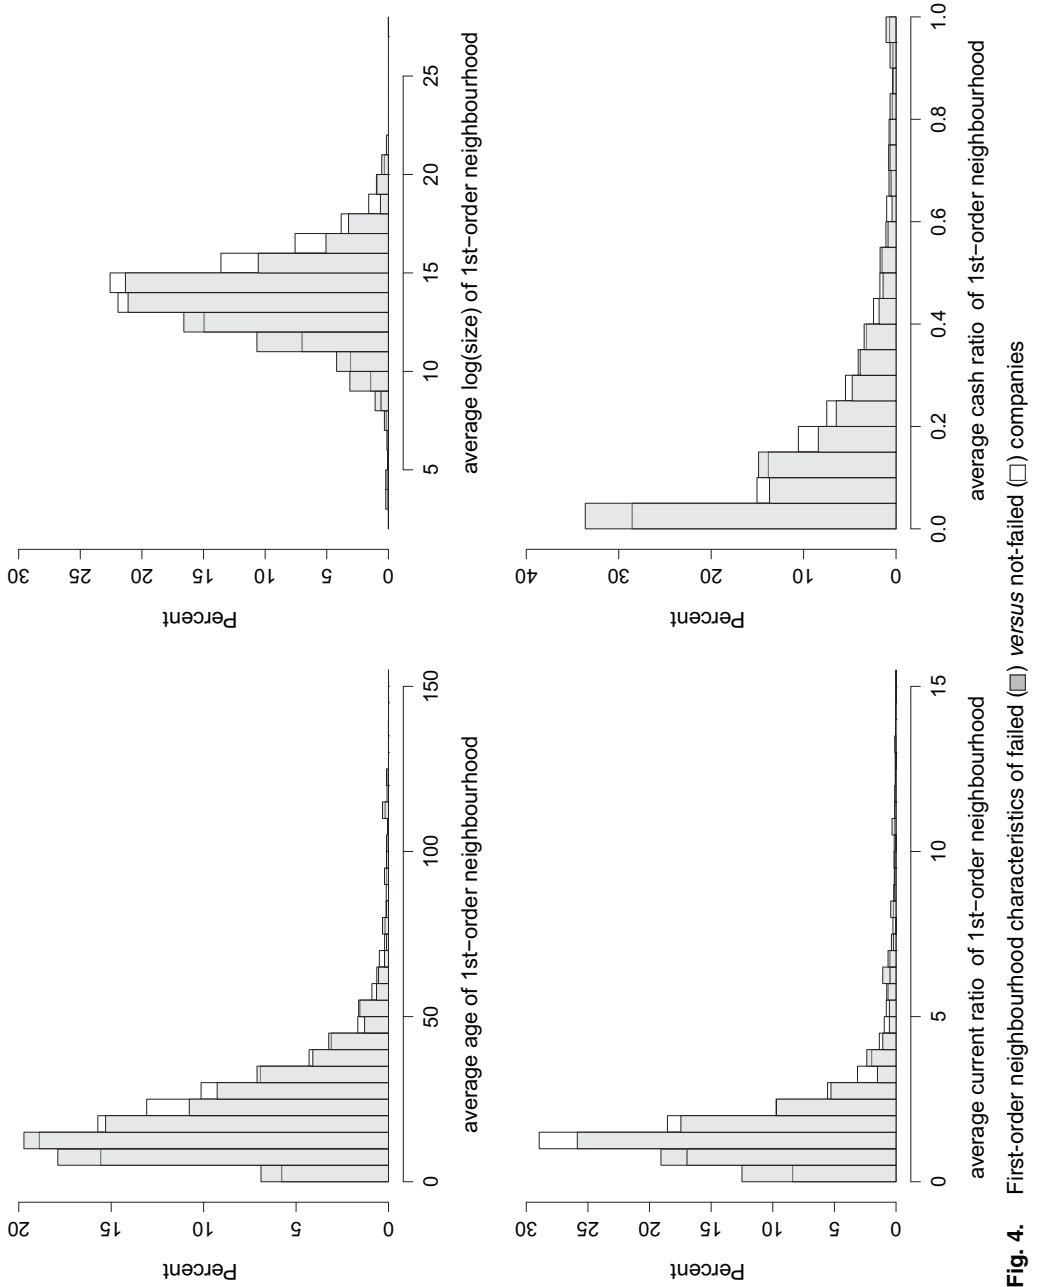 Percent
0 5 10 15 20
0 50 100 150
average age of 1st−order neighbourhood
Percent
0 5 10 15 20 25 30
5 10 15 20 25
average log(size) of 1st−order neighbourhood
Percent
0 5 10 15 20 25 30
0 5 10 15
average current ratio of 1st−order neighbourhood
Percent
0 10 20 30 40
0.0 0.2 0.4 0.6 0.8 1.0
average cash ratio of 1st−order neighbourhood
Fig. 4. First-order neighbourhood characteristics of failed (■) versus not-failed (□) companies